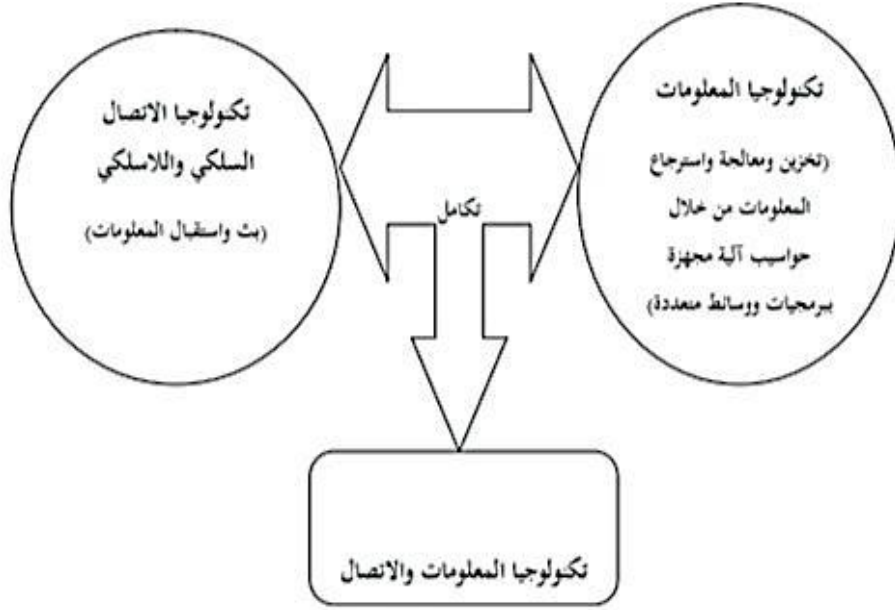 تكنولوجيا المعلومات
(تخزين ومعالجة واسترجاع
المعلومات من خلال
حواسيب آلية مجهزة
ببرمجيات ووسائط متعددة)
تكنولوجيا الاتصال
السلكي واللاسلكي
(بث واستقبال المعلومات)
تكامل
تكنولوجيا المعلومات والاتصال